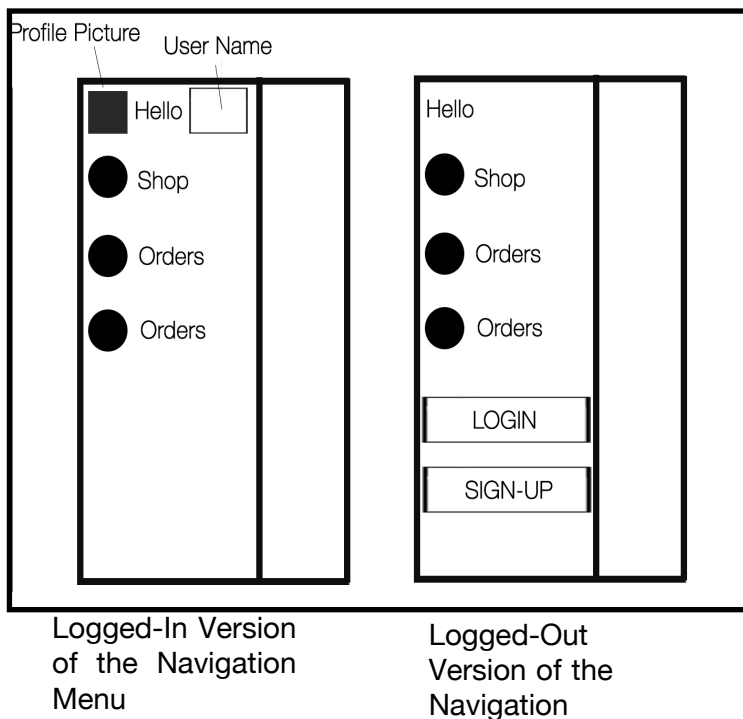 Profile Picture
User Name
Hello
Shop
Orders
Orders
Hello
Shop
Orders
Orders
LOGIN
SIGN-UP
Logged-In Version
of the Navigation
Menu
Logged-Out
Version of the
Navigation